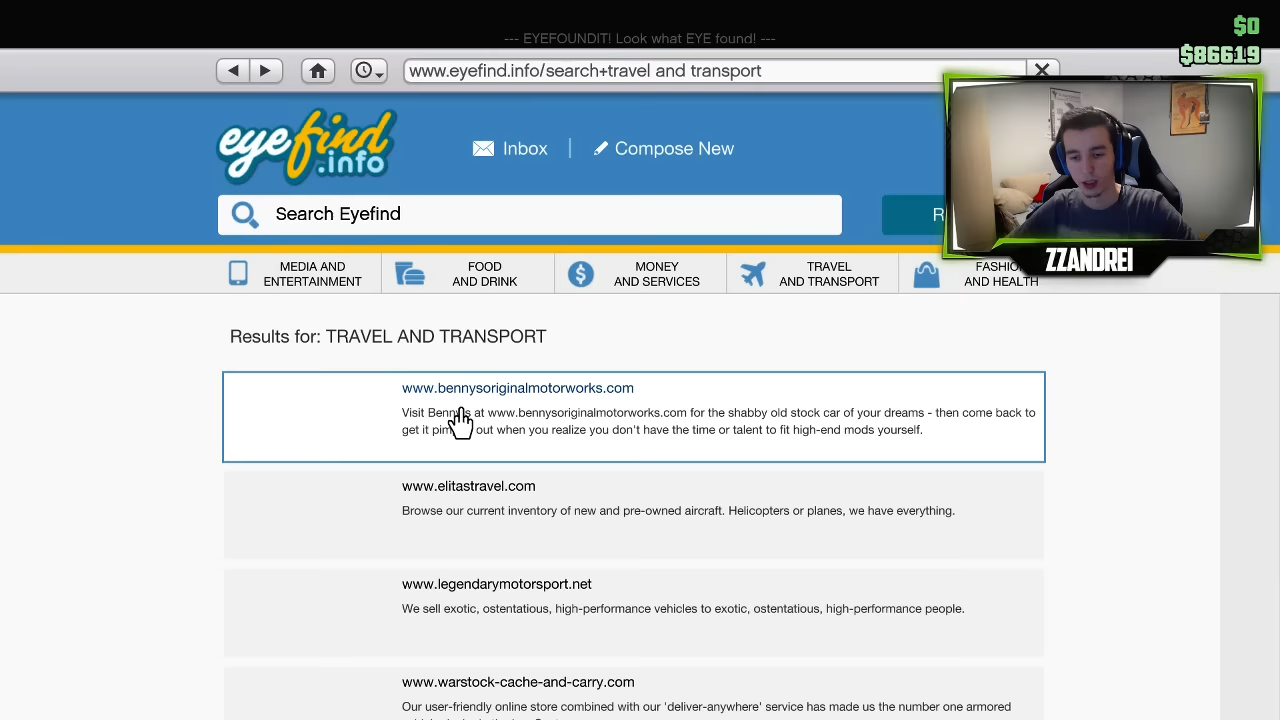 $0
--- EYEFOUNDIT! Look what EYE found! ---
$86619
www.eyefind.info/search+travel and transport
eyefind
.info
Inbox
Compose New
Search Eyefind
R
ZZANDREI
MEDIA AND
ENTERTAINMENT
FOOD
AND DRINK
MONEY
AND SERVICES
TRAVEL
AND TRANSPORT
AND HEALTH
Results for: TRAVEL AND TRANSPORT
www.bennysoriginalmotorworks.com
Visit at www.bennysoriginalmotorworks.com for the shabby old stock car of your dreams - then come back to
get it out when you realize you don't have the time or talent to fit high-end mods yourself.
www.elitastravel.com
Browse our current inventory of new and pre-owned aircraft. Helicopters or planes, we have everything.
www.legendarymotorsport.net
We sell exotic, ostentatious, high-performance vehicles to exotic, ostentatious, high-performance people.
www.warstock-cache-and-carry.com
Our user-friendly online store combined with our 'deliver-anywhere' service has made us the number one armored